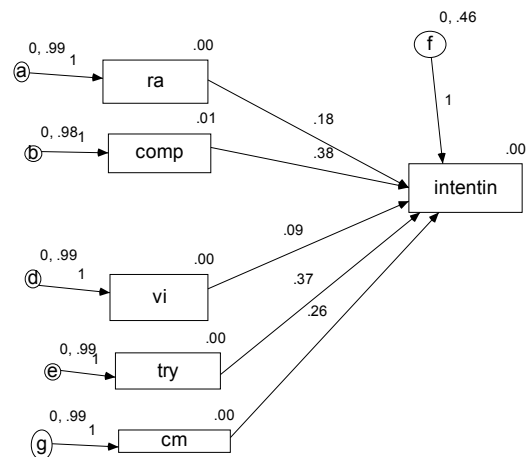 0, .46
f
1
0, .99
a
1
.00
ra
.18
0, .98
b
1
.01
comp
.38
.00
intentin
0, .99
d
1
.00
vi
.09
0, .99
e
1
.00
try
.37
0, .99
g
1
.00
cm
.26